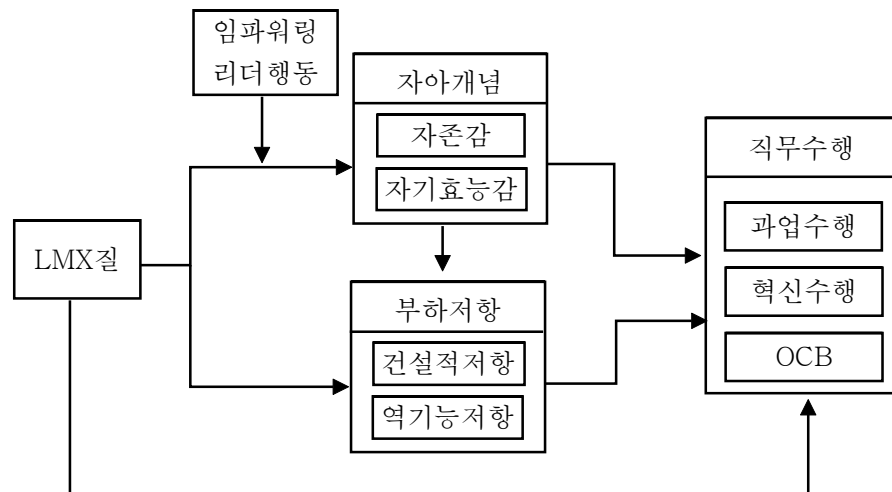 임파워링
리더행동
자아개념
자존감
자기효능감
직무수행
과업수행
혁신수행
OCB
LMX질
부하저항
건설적저항
역기능저항